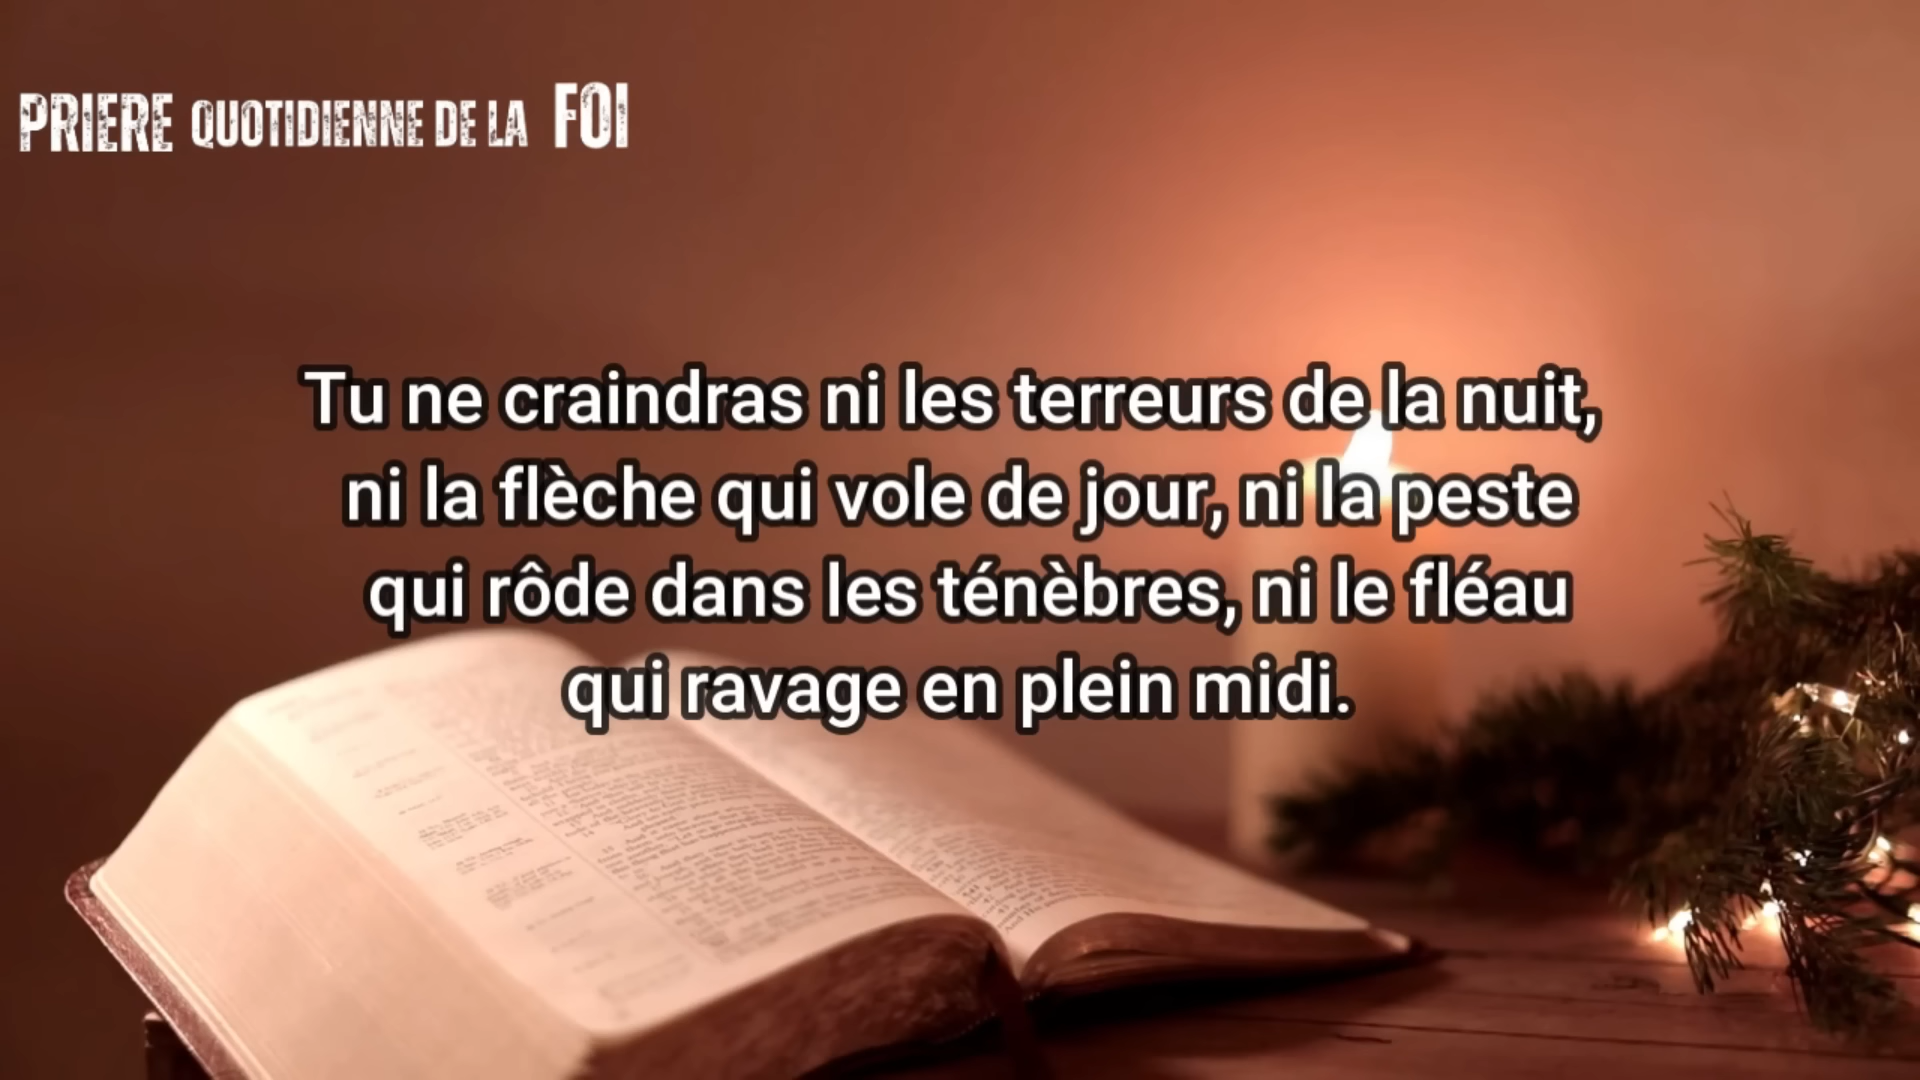 PRIERE QUOTIDIENNE DE LA FOI
Tu ne craindras ni les terreurs de la nuit,
ni la flèche qui vole de jour, ni la peste
qui rôde dans les ténèbres, ni le fléau
qui ravage en plein midi.